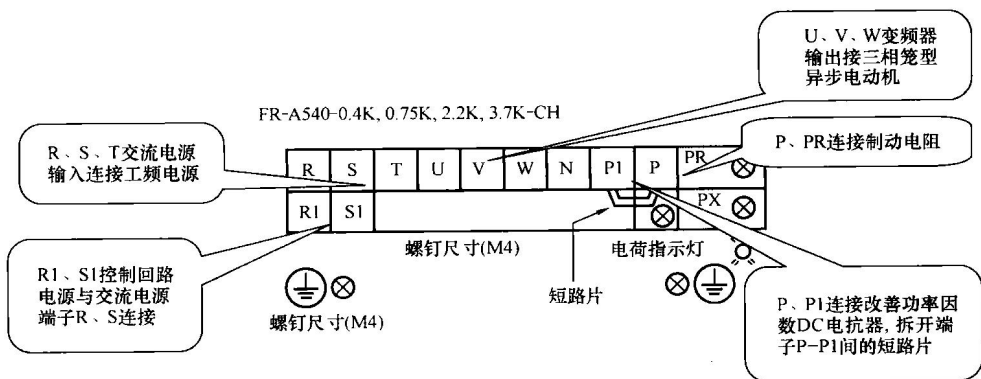 U、V、W变频器
输出接三相笼型
异步电动机
FR-A540-0.4K, 0.75K, 2.2K, 3.7K-CH
R、S、T交流电源
输入连接工频电源
P、PR连接制动电阻
R S T U V W N P1 P PR
R1 S1 PX
螺钉尺寸(M4) 电荷指示灯
R1、S1控制回路
电源与交流电源
端子R、S连接
短路片
螺钉尺寸(M4)
P、P1连接改善功率因
数DC电抗器, 拆开端
子P-P1间的短路片